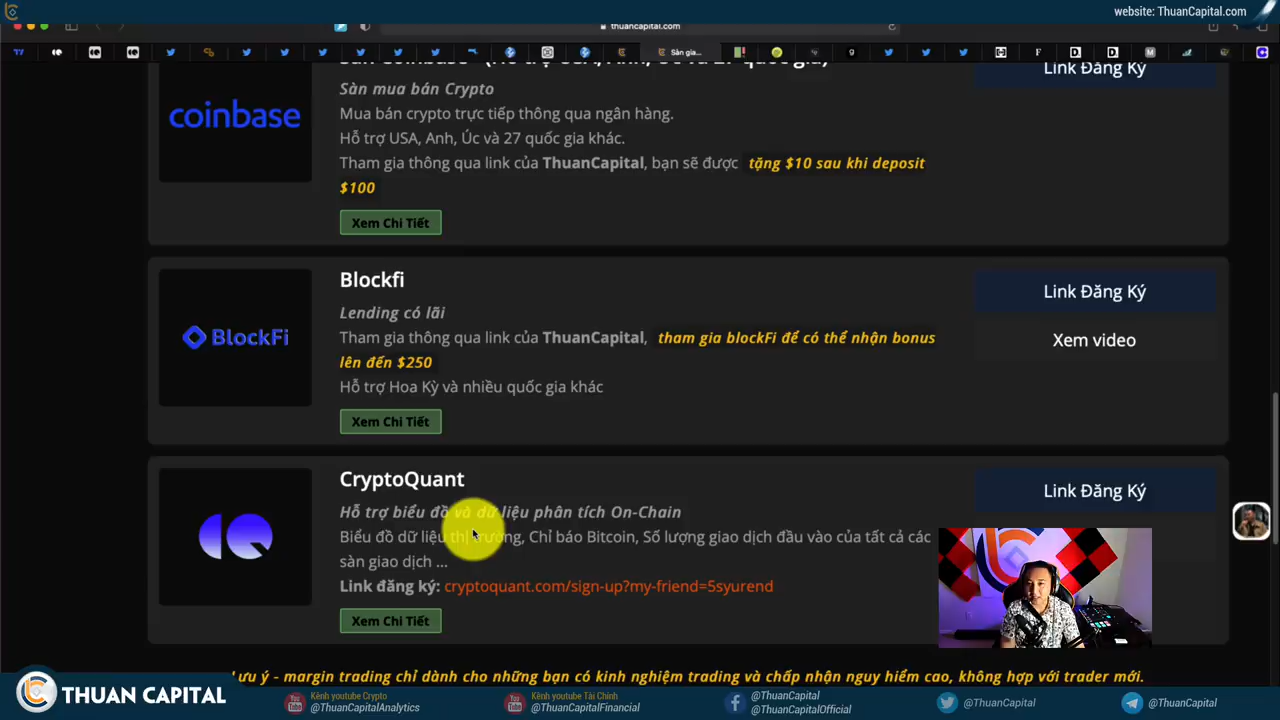 website: ThuanCapital.com
thuancapital.com
Sàn gia...
Link Đăng Ký
coinbase
Sàn mua bán Crypto
Mua bán crypto trực tiếp thông qua ngân hàng.
Hỗ trợ USA, Anh, Úc và 27 quốc gia khác.
Tham gia thông qua link của ThuanCapital, bạn sẽ được tặng $10 sau khi deposit
$100
Xem Chi Tiết
BlockFi
Blockfi
Lending có lãi
Tham gia thông qua link của ThuanCapital, tham gia blockFi để có thể nhận bonus
lên đến $250
Hỗ trợ Hoa Kỳ và nhiều quốc gia khác
Xem Chi Tiết
Link Đăng Ký
Xem video
CryptoQuant
Hỗ trợ biểu đồ và dữ liệu phân tích On-Chain
Biểu đồ dữ liệu thị trường, Chỉ báo Bitcoin, Số lượng giao dịch đầu vào của tất cả các
sàn giao dịch ...
Link đăng ký: cryptoquant.com/sign-up?my-friend=5syurend
Xem Chi Tiết
Link Đăng Ký
Lưu ý - margin trading chỉ dành cho những bạn có kinh nghiệm trading và chấp nhận nguy hiểm cao, không hợp với trader mới.
THUAN CAPITAL
Kênh youtube Crypto
@ThuanCapitalAnalytics
Kênh youtube Tài Chính
@ThuanCapitalFinancial
@ThuanCapital
@ThuanCapitalOfficial
@ThuanCapital
@ThuanCapital